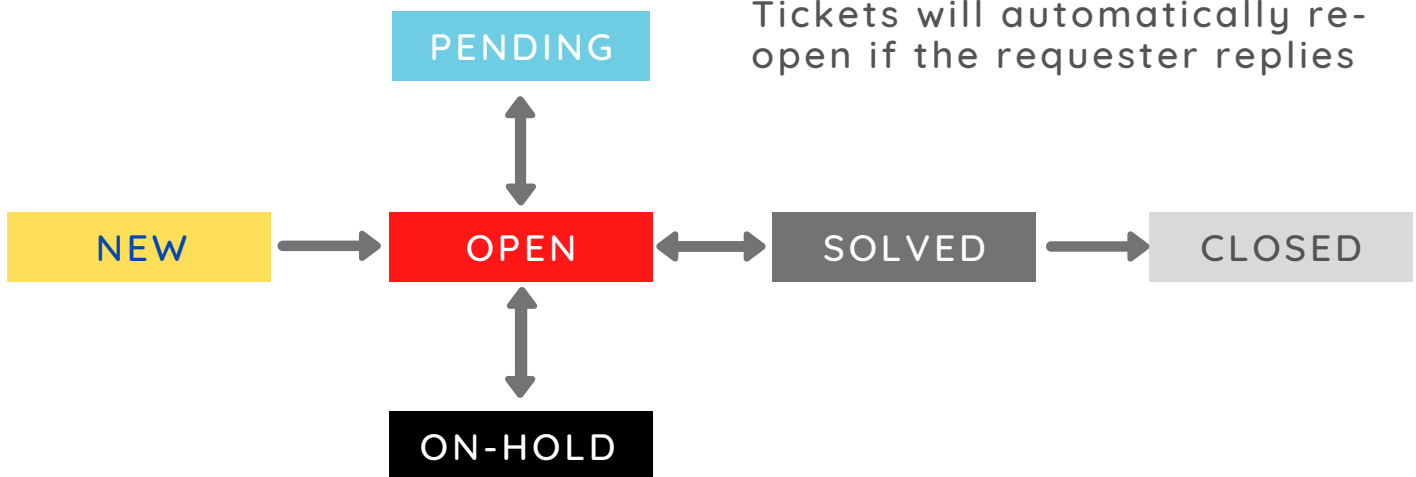 PENDING
Tickets will automatically re-
open if the requester replies
NEW
OPEN
SOLVED
CLOSED
ON-HOLD